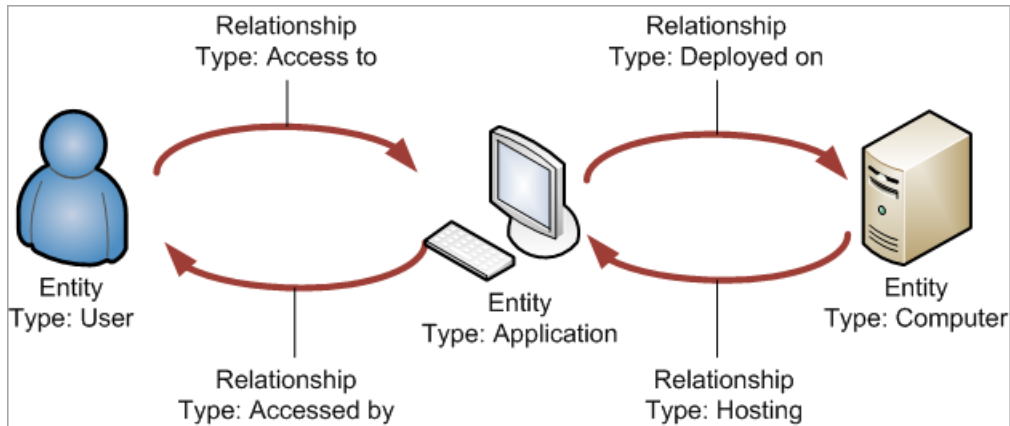 Relationship
Type: Access to
Relationship
Type: Deployed on
Entity
Type: User
Entity
Type: Application
Entity
Type: Computer
Relationship
Type: Accessed by
Relationship
Type: Hosting